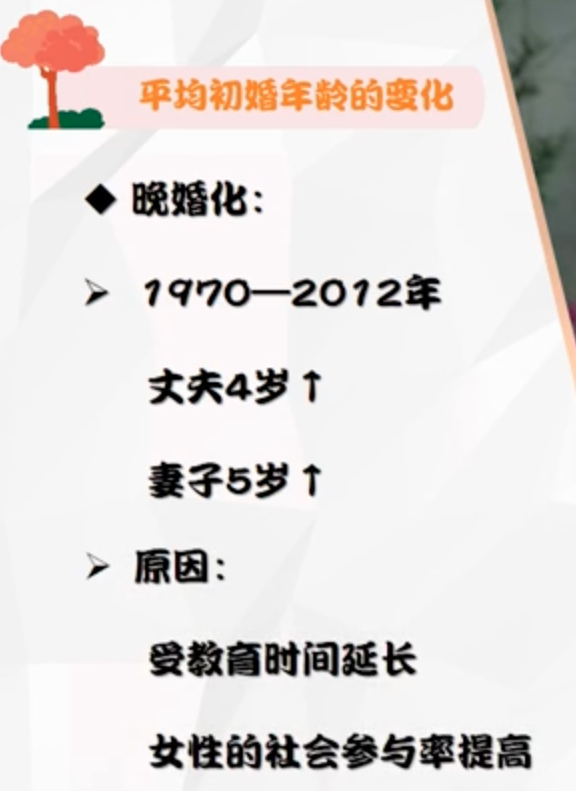 平均初婚年龄的变化
◆ 晚婚化：
➢ 1970—2012年
丈夫4岁↑
妻子5岁↑
➢ 原因：
受教育时间延长
女性的社会参与率提高